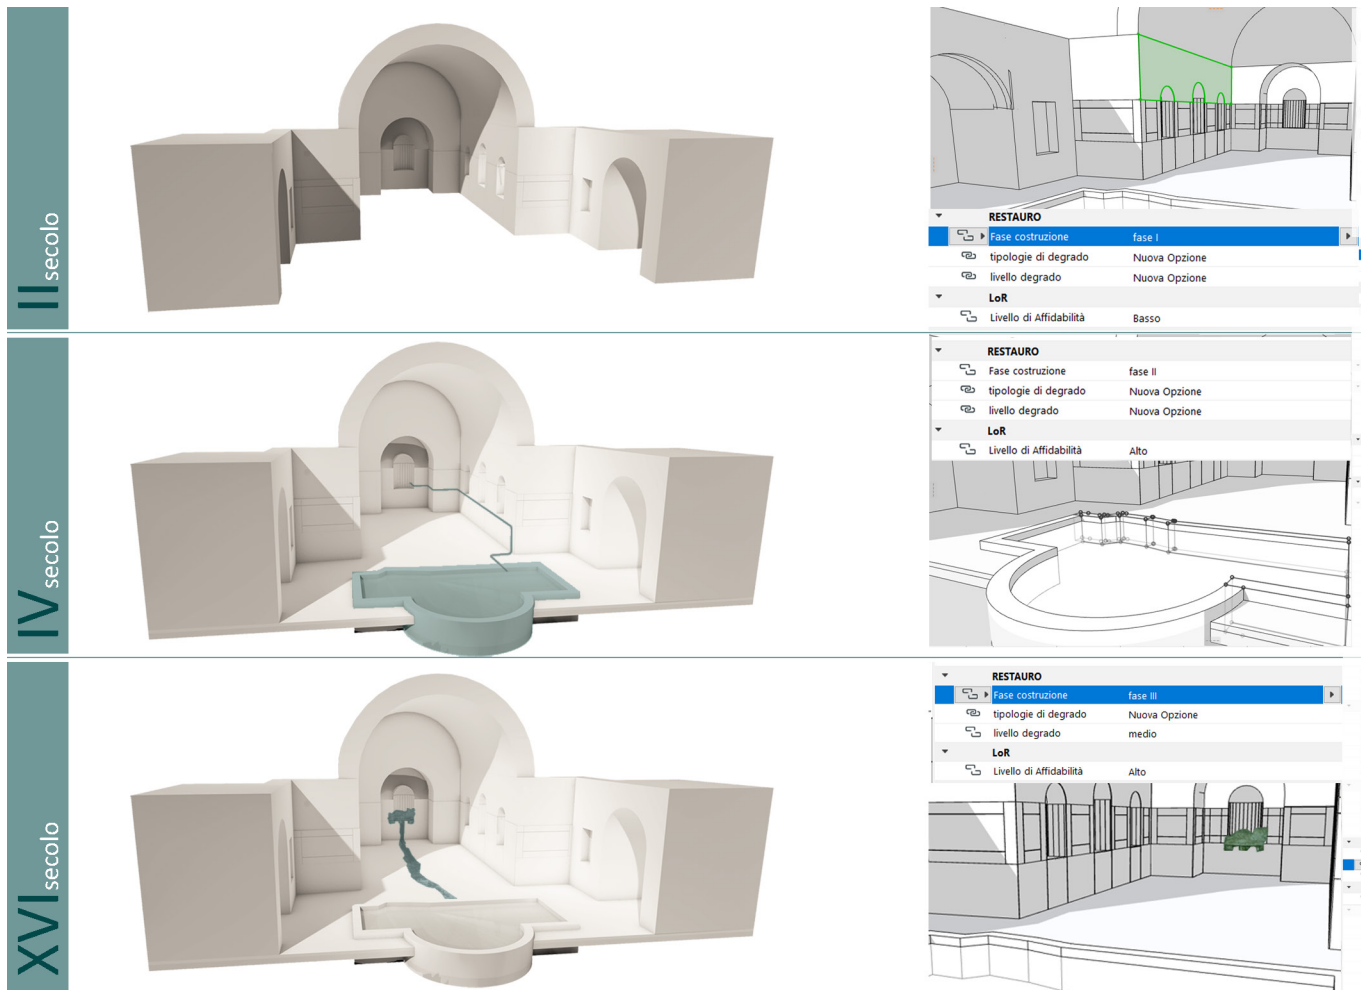 II secolo
RESTAURO
Fase costruzione fase I
tipologie di degrado Nuova Opzione
livello degrado Nuova Opzione
LoR
Livello di Affidabilità Basso
IV secolo
RESTAURO
Fase costruzione fase II
tipologie di degrado Nuova Opzione
livello degrado Nuova Opzione
LoR
Livello di Affidabilità Alto
XVI secolo
RESTAURO
Fase costruzione fase III
tipologie di degrado Nuova Opzione
livello degrado medio
LoR
Livello di Affidabilità Alto